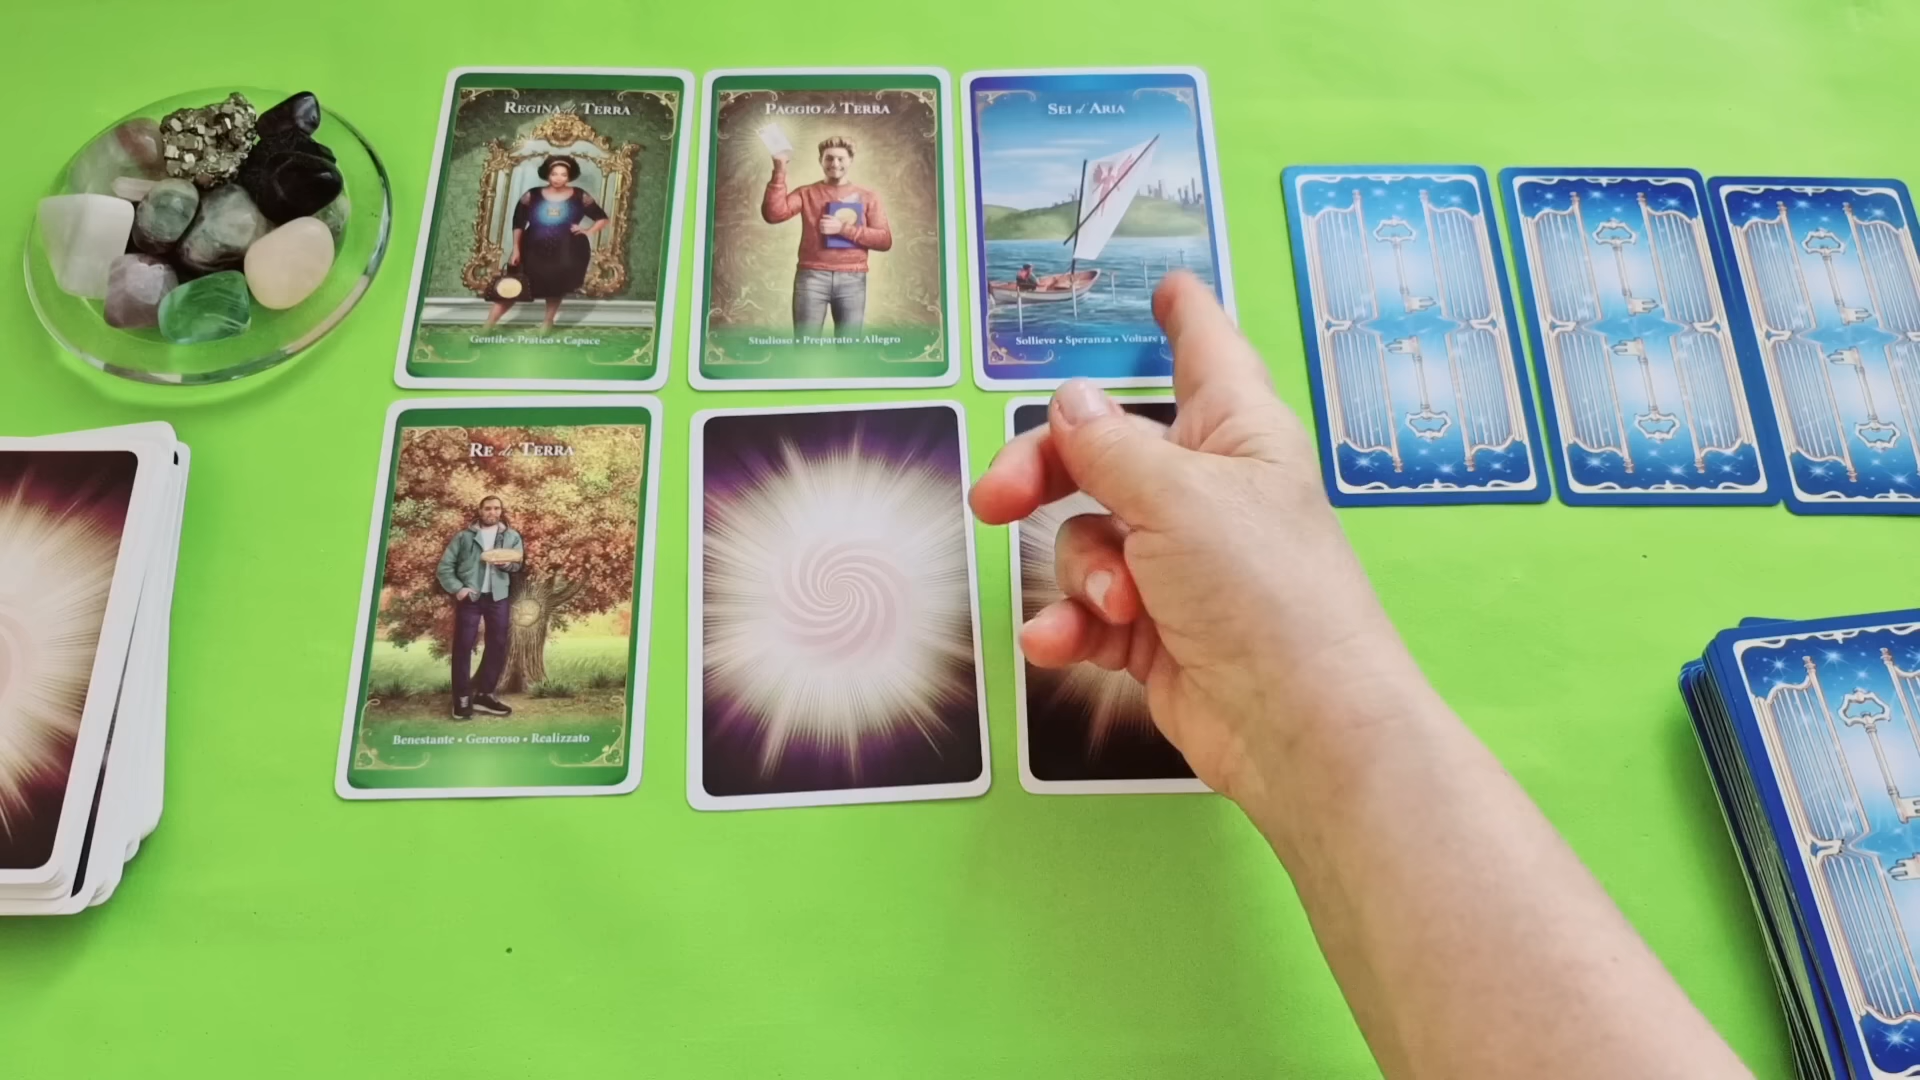 REGINA di TERRA
Gentile • Pratico • Capace
PAGGIO di TERRA
Studioso • Preparato • Allegro
SEI d'ARIA
Sollievo • Speranza • Voltare
RE di TERRA
Benestante • Generoso • Realizzato